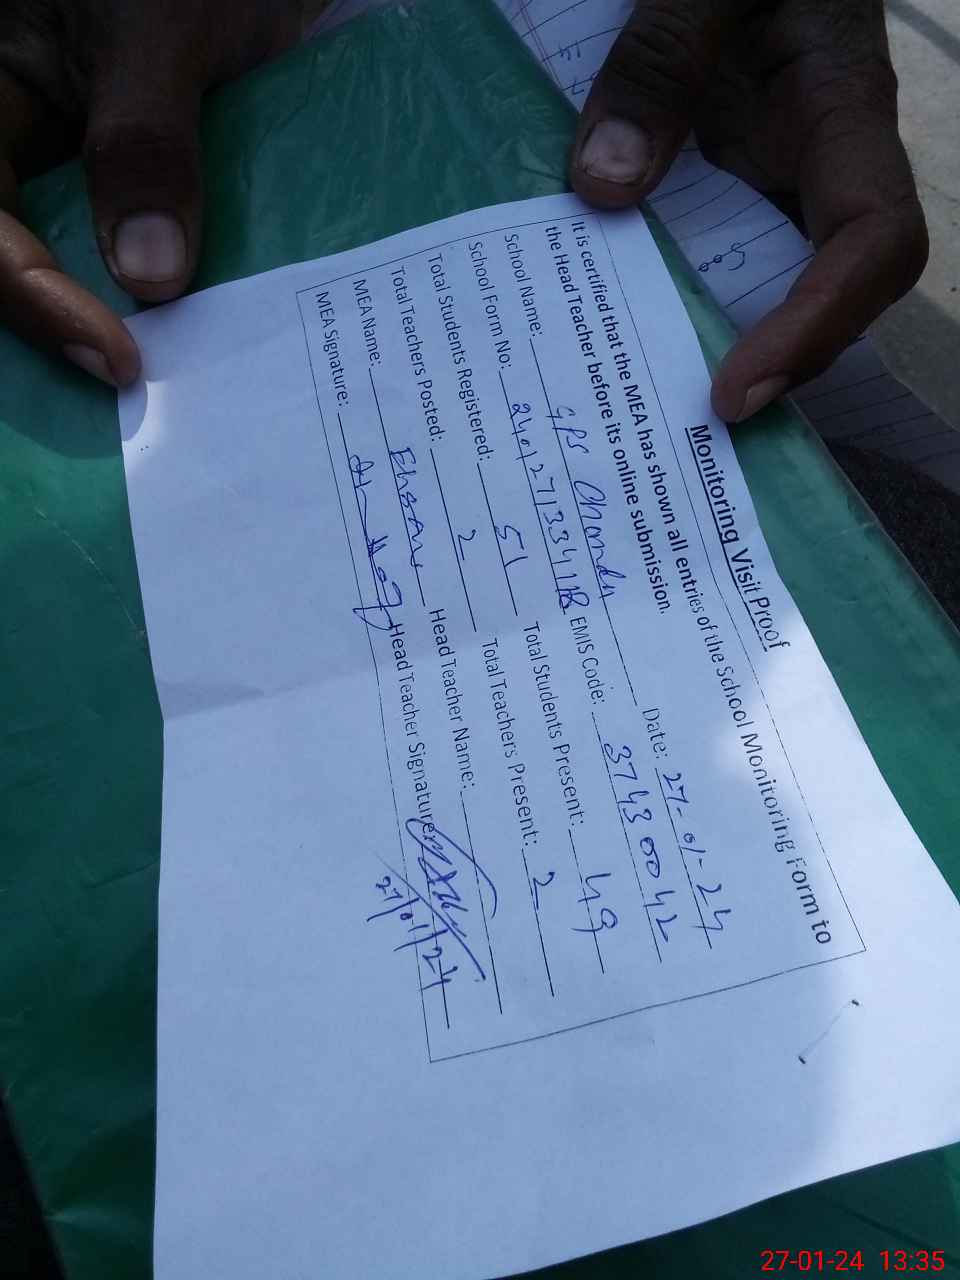 Monitoring Visit Proof
It is certified that the MEA has shown all entries of the School Monitoring Form to
the Head Teacher before its online submission.
School Name: GPS Chandu Date: 27-01-24
School Form No: EMIS Code: 37430042
Total Students Registered: 51 Total Students Present: 49
Total Teachers Posted: 2 Total Teachers Present: 2
MEA Name: Ehsan Head Teacher Name:
MEA Signature: Head Teacher Signature:
27/01/24
27-01-24 13:35